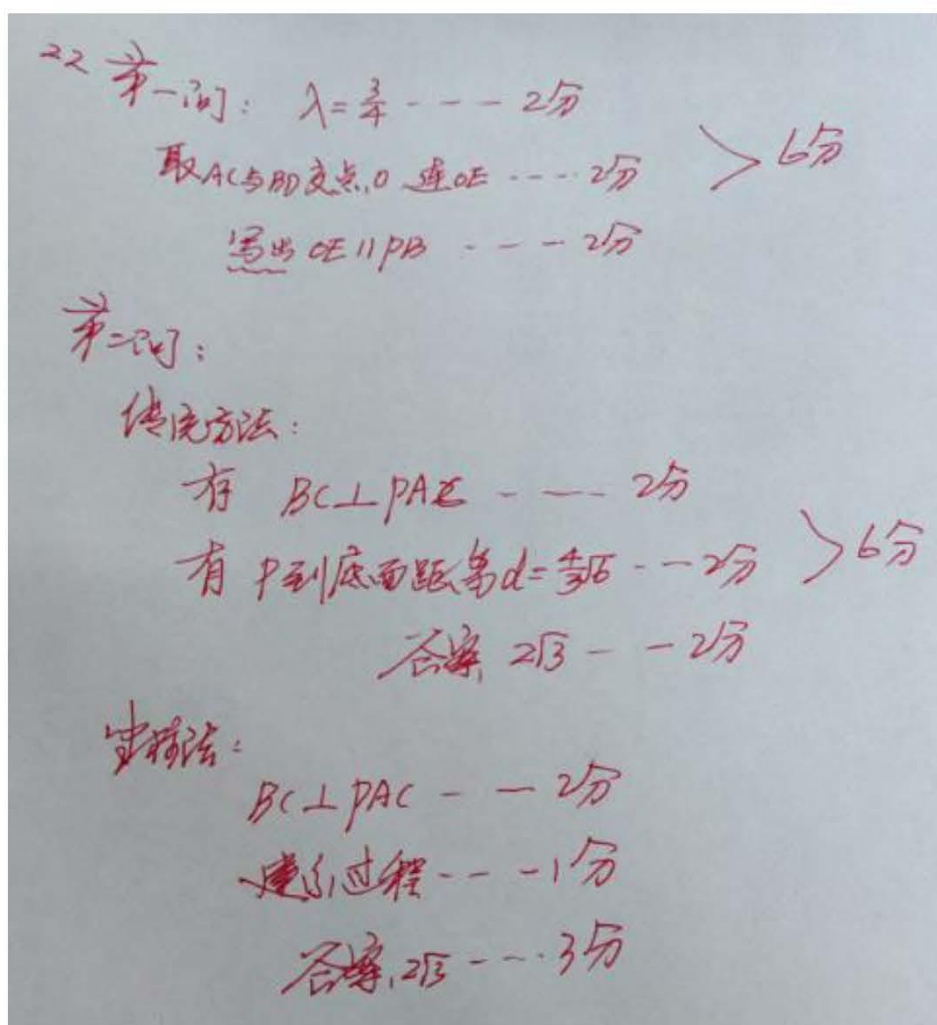 22 第一问: λ=3/4 ---- 2分
取AC与BD交点O 连OE ---- 2分
写出 OE∥PB ---- 2分
>6分
第二问:
传统方法:
有 BC⊥PAC --- 2分
有 P到底面距离d=4/3√6 --- 2分
答案, 2√3 --- 2分
>6分
坐标法:
BC⊥PAC --- 2分
建系过程 --- 1分
答案, 2√3 --- 3分